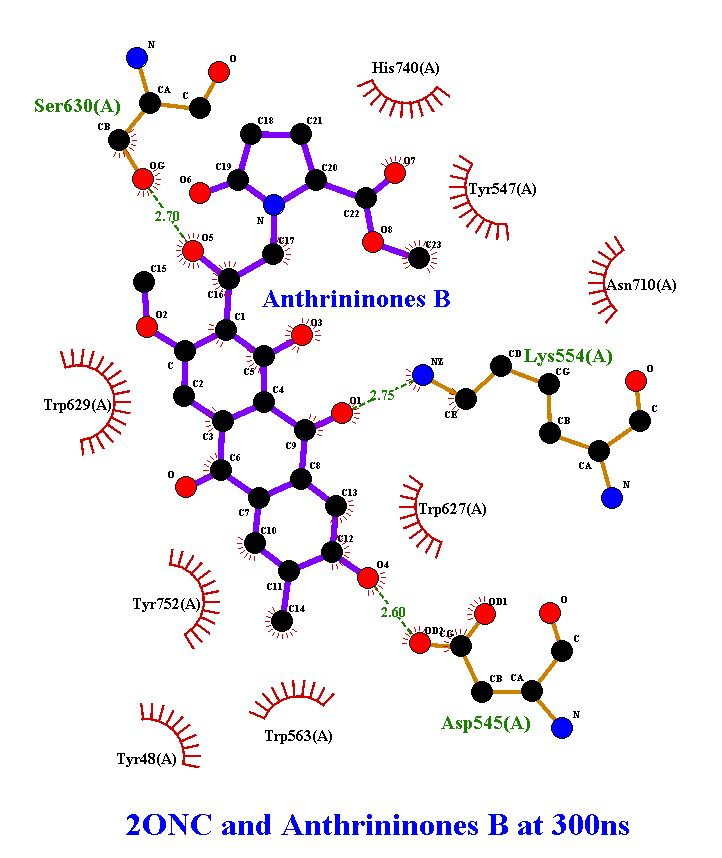 N
O
CA
C
Ser630(A)
CB
OG
His740(A)
C18
C21
C19
C20
O7
O6
Tyr547(A)
N
C22
2.70
O5
O8
C17
C23
C15
C16
Asn710(A)
Anthrininones B
C1
O2
O3
C
C5
CD
Lys554(A)
NZ
CG
O
C2
C4
O1
2.75
CE
Trp629(A)
C3
C9
CB
C
CA
C6
C8
O
C13
N
C7
Trp627(A)
C10
C12
O4
C11
Tyr752(A)
C14
2.60
OD1
O
OD2
CG
C
CB
CA
N
Asp545(A)
Trp563(A)
Tyr48(A)
2ONC and Anthrininones B at 300ns